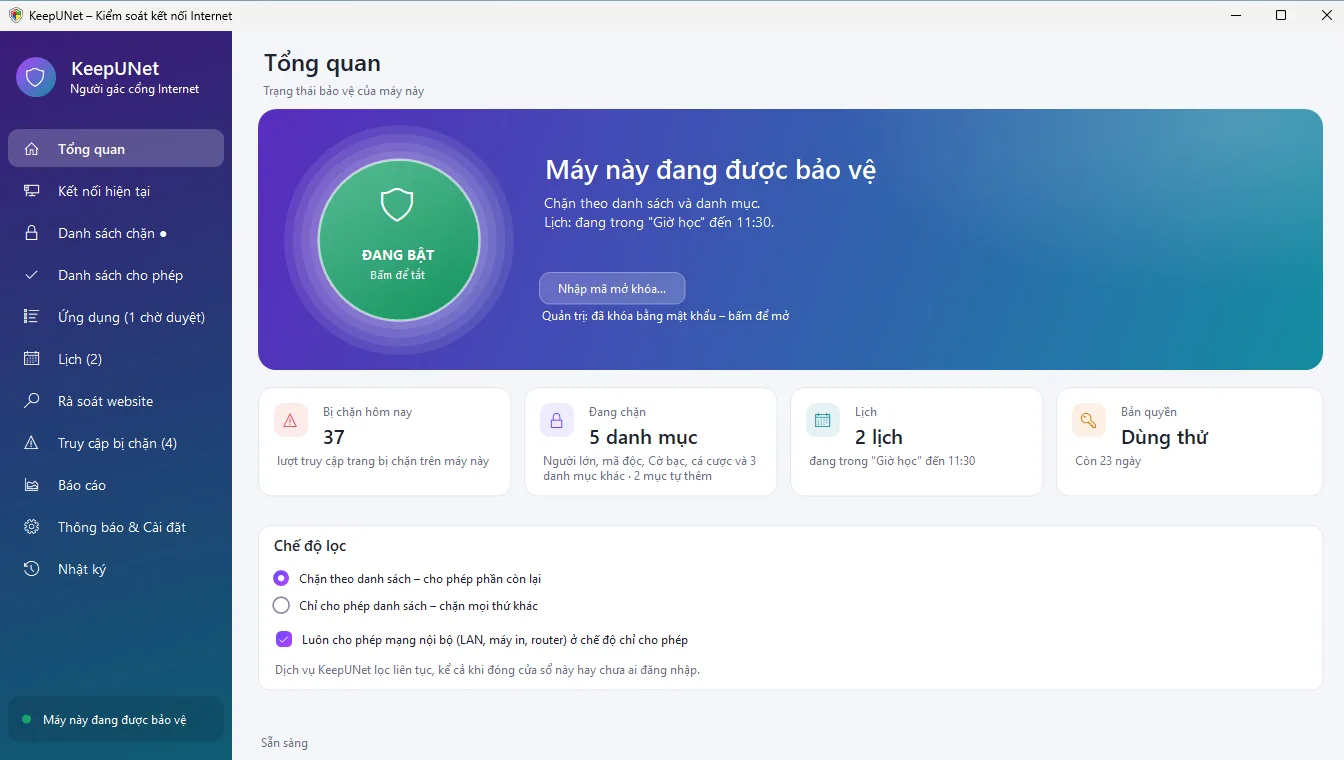 KeepUNet – Kiểm soát kết nối Internet
KeepUNet
Người gác cổng Internet
Tổng quan
Kết nối hiện tại
Danh sách chặn ●
Danh sách cho phép
Ứng dụng (1 chờ duyệt)
Lịch (2)
Rà soát website
Truy cập bị chặn (4)
Báo cáo
Thông báo & Cài đặt
Nhật ký
Máy này đang được bảo vệ
Tổng quan
Trạng thái bảo vệ của máy này
ĐANG BẬT
Bấm để tắt
Máy này đang được bảo vệ
Chặn theo danh sách và danh mục.
Lịch: đang trong "Giờ học" đến 11:30.
Nhập mã mở khóa...
Quản trị: đã khóa bằng mật khẩu – bấm để mở
Bị chặn hôm nay
37
lượt truy cập trang bị chặn trên máy này
Đang chặn
5 danh mục
Người lớn, mã độc, Cờ bạc, cá cược và 3
danh mục khác · 2 mục tự thêm
Lịch
2 lịch
đang trong "Giờ học" đến 11:30
Bản quyền
Dùng thử
Còn 23 ngày
Chế độ lọc
Chặn theo danh sách – cho phép phần còn lại
Chỉ cho phép danh sách – chặn mọi thứ khác
Luôn cho phép mạng nội bộ (LAN, máy in, router) ở chế độ chỉ cho phép
Dịch vụ KeepUNet lọc liên tục, kể cả khi đóng cửa sổ này hay chưa ai đăng nhập.
Sẵn sàng